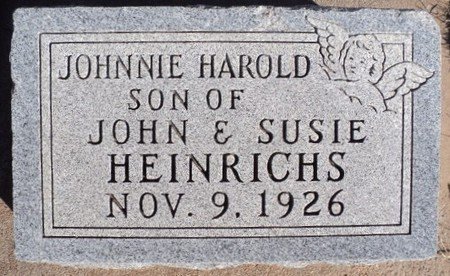 JOHNNIE HAROLD
SON OF
JOHN & SUSIE
HEINRICHS
NOV. 9, 1926